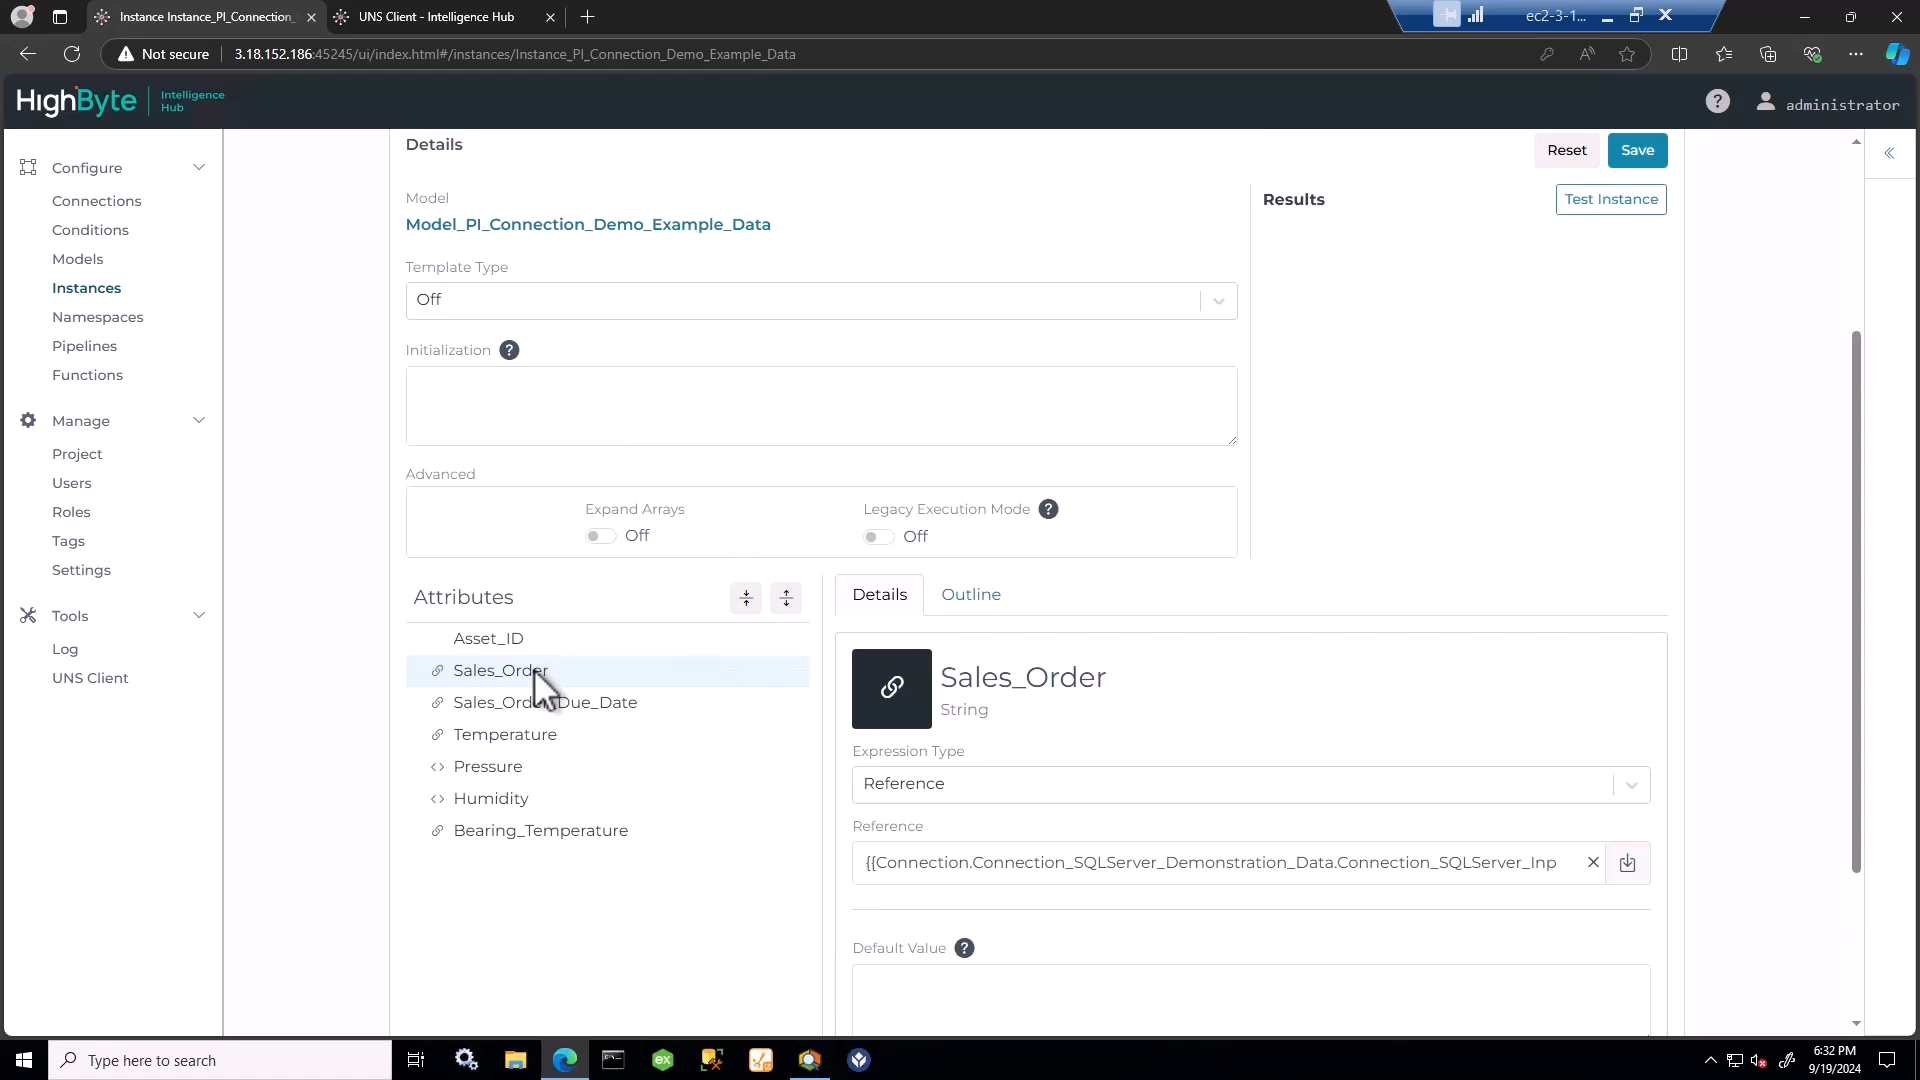 Instance Instance_PI_Connection_
UNS Client - Intelligence Hub
ec2-3-1...
Not secure
3.18.152.186:45245/ui/index.html#/instances/Instance_PI_Connection_Demo_Example_Data
HighByte
Intelligence
Hub
administrator
Configure
Connections
Conditions
Models
Instances
Namespaces
Pipelines
Functions
Manage
Project
Users
Roles
Tags
Settings
Tools
Log
UNS Client
Details
Reset
Save
Model
Model_PI_Connection_Demo_Example_Data
Results
Test Instance
Template Type
Off
Initialization ?
Advanced
Expand Arrays
Off
Legacy Execution Mode ?
Off
Attributes
Asset_ID
Sales_Order
Sales_Order_Due_Date
Temperature
<> Pressure
<> Humidity
Bearing_Temperature
Details
Outline
Sales_Order
String
Expression Type
Reference
Reference
{{Connection.Connection_SQLServer_Demonstration_Data.Connection_SQLServer_Inp
Default Value ?
Type here to search
ex
6:32 PM
9/19/2024